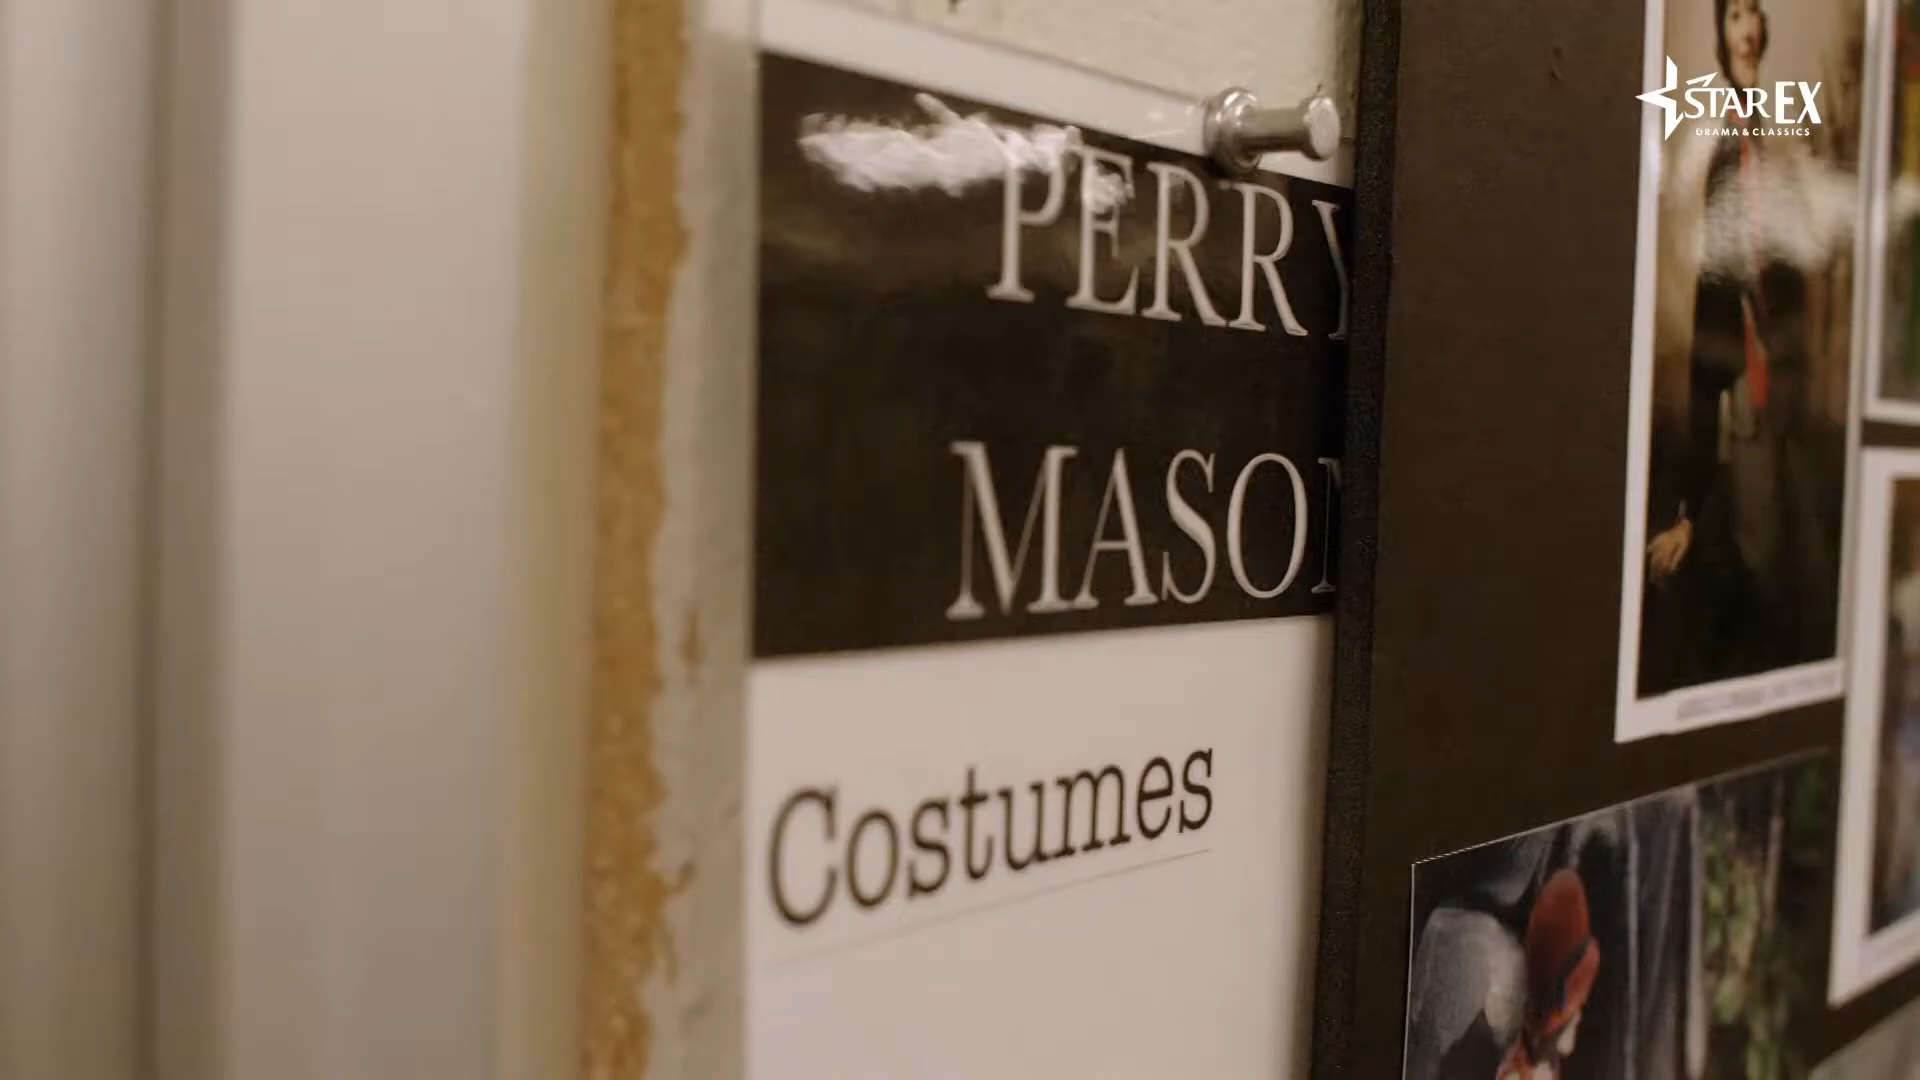 PERRY
MASON
Costumes
STAR EX
DRAMA & CLASSICS